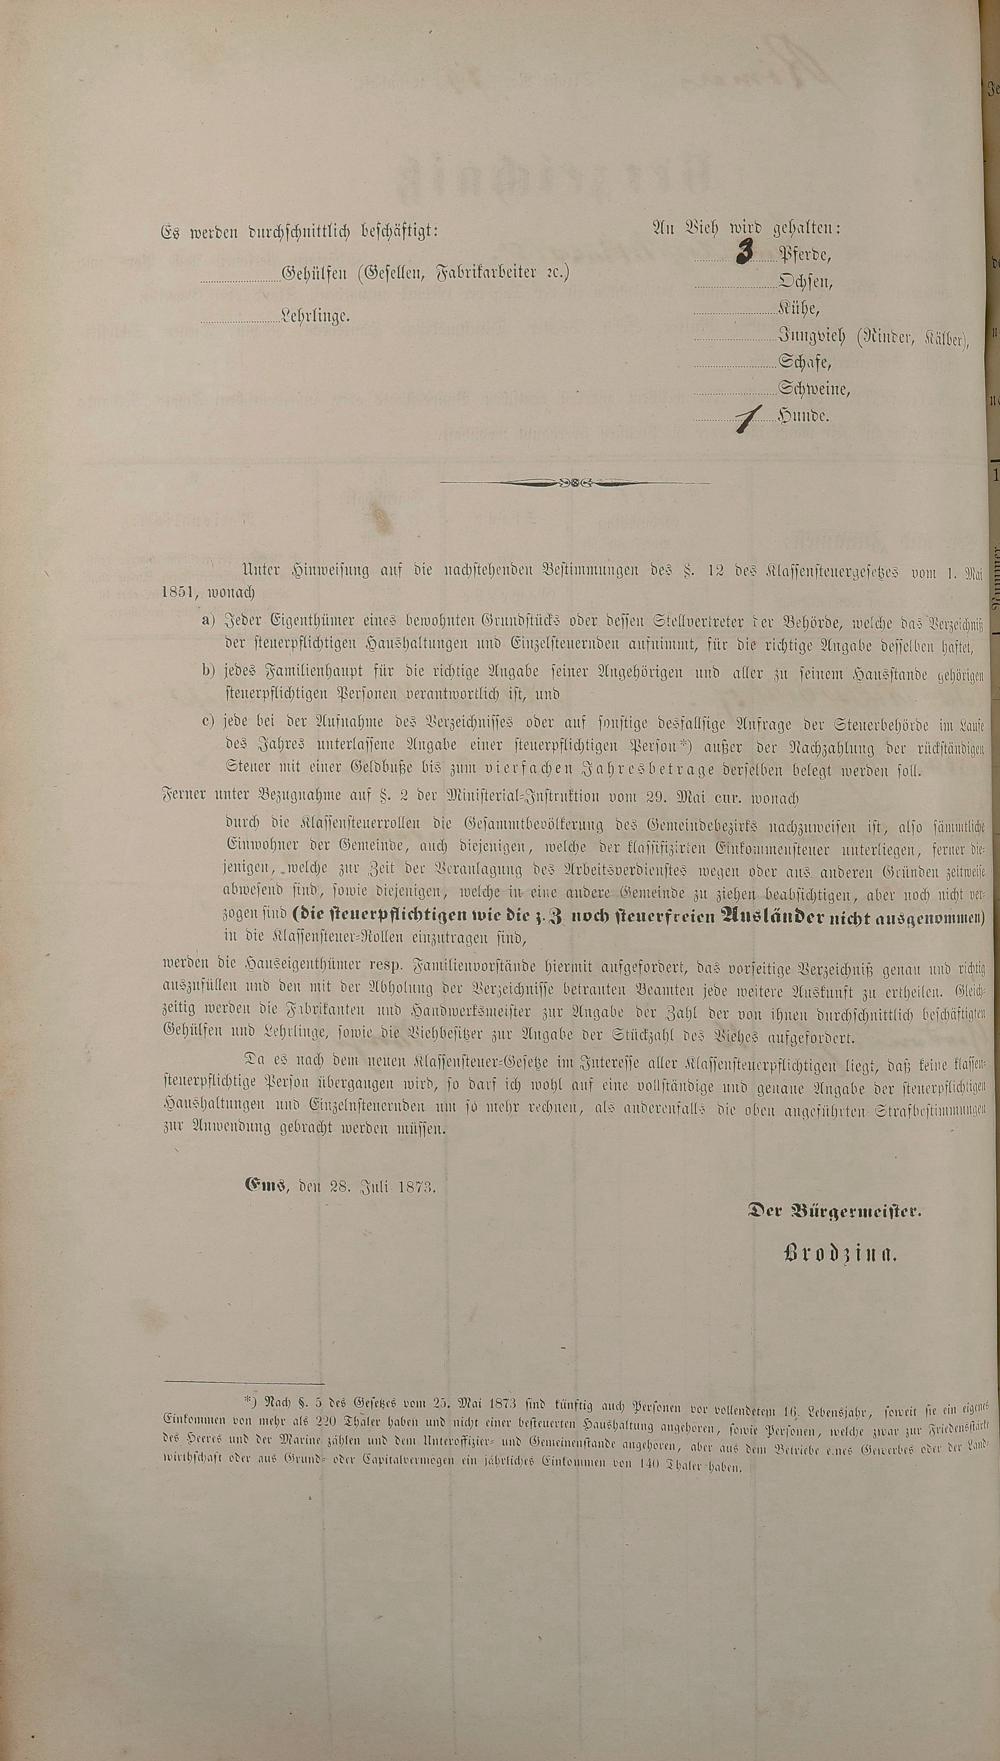 Es werden durchschnittlich beschäftigt:
Gehülfen (Gesellen, Fabrikarbeiter ꝛc.)
Lehrlinge.
An Vieh wird gehalten:
3 Pferde,
Ochsen,
Kühe,
Jungvieh (Rinder, Kälber),
Schafe,
Schweine,
1 Hunde.
Unter Hinweisung auf die nachstehenden Bestimmungen des §. 12 des Klassensteuergesetzes vom 1. Mai
1851, wonach
a) Jeder Eigenthümer eines bewohnten Grundstücks oder dessen Stellvertreter der Behörde, welche das Verzeichniß
der steuerpflichtigen Haushaltungen und Einzelsteuernden aufnimmt, für die richtige Angabe desselben haftet,
b) jedes Familienhaupt für die richtige Angabe seiner Angehörigen und aller zu seinem Hausstande gehörigen
steuerpflichtigen Personen verantwortlich ist, und
c) jede bei der Aufnahme des Verzeichnisses oder auf sonstige desfallsige Anfrage der Steuerbehörde im Laufe
des Jahres unterlassene Angabe einer steuerpflichtigen Person*) außer der Nachzahlung der rückständigen
Steuer mit einer Geldbuße bis zum vierfachen Jahresbetrage derselben belegt werden soll.
Ferner unter Bezugnahme auf §. 2 der Ministerial-Instruktion vom 29. Mai cur. wonach
durch die Klassensteuerrollen die Gesammtbevölkerung des Gemeindebezirks nachzuweisen ist, also sämmtliche
Einwohner der Gemeinde, auch diejenigen, welche der klassifizirten Einkommensteuer unterliegen, ferner die-
jenigen, welche zur Zeit der Veranlagung des Arbeitsverdienstes wegen oder aus anderen Gründen zeitweise
abwesend sind, sowie diejenigen, welche in eine andere Gemeinde zu ziehen beabsichtigen, aber noch nicht ver-
zogen sind (die steuerpflichtigen wie die z. Z noch steuerfreien Ausländer nicht ausgenommen)
in die Klassensteuer-Rollen einzutragen sind,
werden die Hauseigenthümer resp. Familienvorstände hiermit aufgefordert, das vorseitige Verzeichniß genau und richtig
auszufüllen und den mit der Abholung der Verzeichnisse betrauten Beamten jede weitere Auskunft zu ertheilen. Gleich-
zeitig werden die Fabrikanten und Handwerksmeister zur Angabe der Zahl der von ihnen durchschnittlich beschäftigten
Gehülfen und Lehrlinge, sowie die Viehbesitzer zur Angabe der Stückzahl des Viehes aufgefordert.
Da es nach dem neuen Klassensteuer-Gesetze im Interesse aller Klassensteuerpflichtigen liegt, daß keine klassen-
steuerpflichtige Person übergangen wird, so darf ich wohl auf eine vollständige und genaue Angabe der steuerpflichtigen
Haushaltungen und Einzelnsteuernden um so mehr rechnen, als anderenfalls die oben angeführten Strafbestimmungen
zur Anwendung gebracht werden müssen.
Ems, den 28. Juli 1873.
Der Bürgermeister.
Brodzina.
*) Nach §. 5 des Gesetzes vom 25. Mai 1873 sind künftig auch Personen vor vollendetem 16. Lebensjahr, soweit sie ein eigenes
Einkommen von mehr als 220 Thaler haben und nicht einer besteuerten Haushaltung angehören, sowie Personen, welche zwar zur Friedensstärke
des Heeres und der Marine zählen und dem Unteroffizier- und Gemeinenstande angehören, aber aus dem Betriebe eines Gewerbes oder der Land-
wirthschaft oder aus Grund- oder Capitalvermögen ein jährliches Einkommen von 140 Thaler haben.